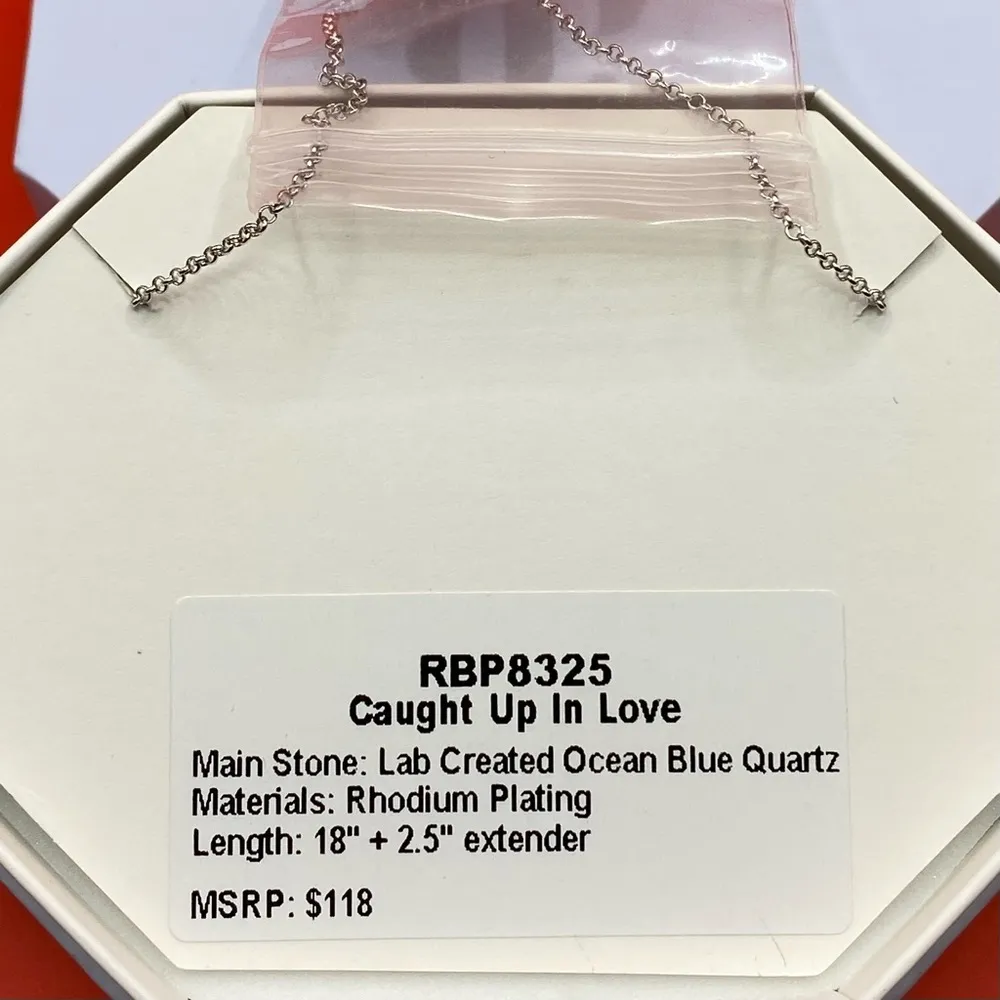 RBP8325
Caught Up In Love
Main Stone: Lab Created Ocean Blue Quartz
Materials: Rhodium Plating
Length: 18" + 2.5" extender
MSRP: $118